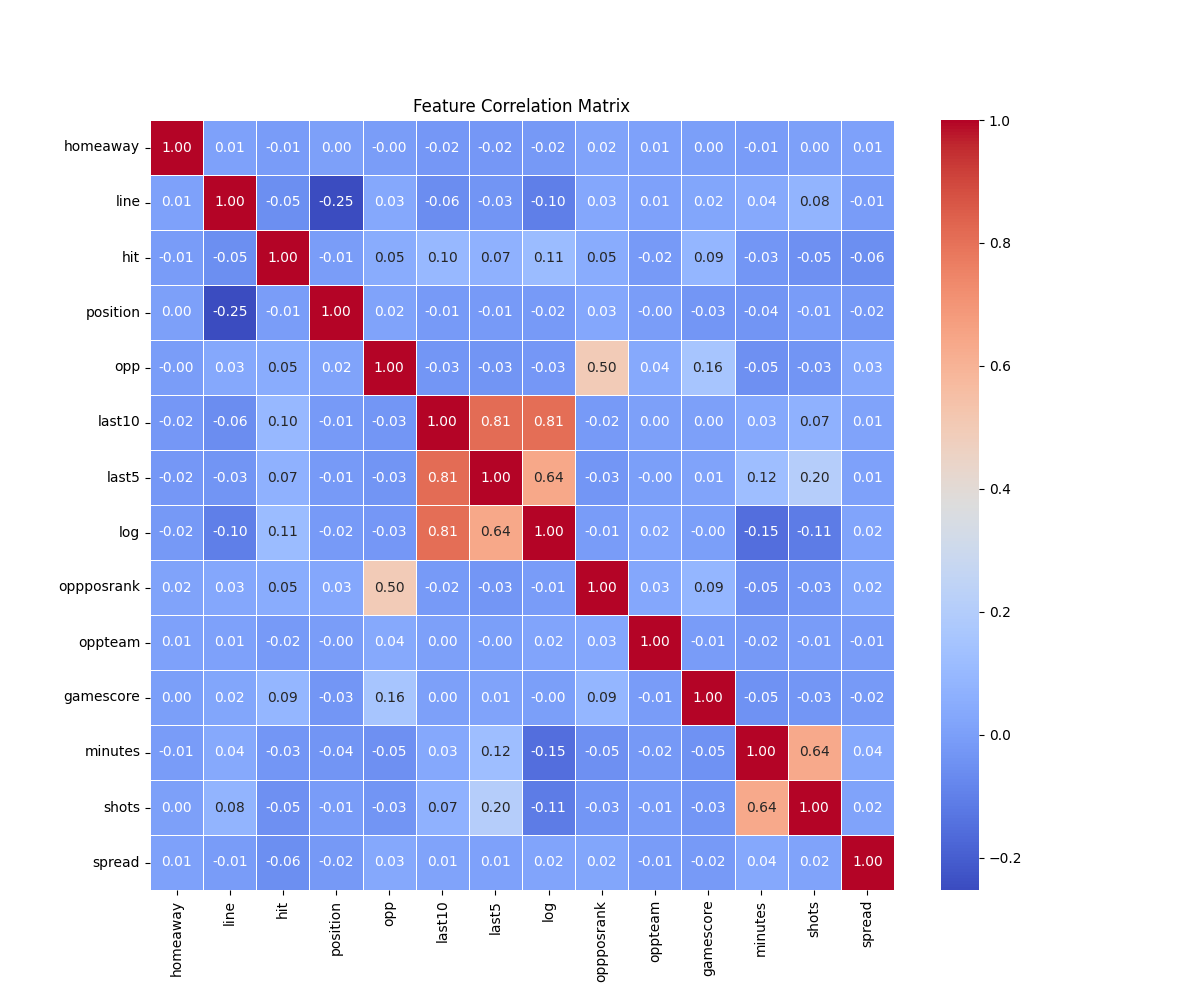 Feature Correlation Matrix
homeaway 1.00 0.01 -0.01 0.00 -0.00 -0.02 -0.02 -0.02 0.02 0.01 0.00 -0.01 0.00 0.01
line 0.01 1.00 -0.05 -0.25 0.03 -0.06 -0.03 -0.10 0.03 0.01 0.02 0.04 0.08 -0.01
hit -0.01 -0.05 1.00 -0.01 0.05 0.10 0.07 0.11 0.05 -0.02 0.09 -0.03 -0.05 -0.06
position 0.00 -0.25 -0.01 1.00 0.02 -0.01 -0.01 -0.02 0.03 -0.00 -0.03 -0.04 -0.01 -0.02
opp -0.00 0.03 0.05 0.02 1.00 -0.03 -0.03 -0.03 0.50 0.04 0.16 -0.05 -0.03 0.03
last10 -0.02 -0.06 0.10 -0.01 -0.03 1.00 0.81 0.81 -0.02 0.00 0.00 0.03 0.07 0.01
last5 -0.02 -0.03 0.07 -0.01 -0.03 0.81 1.00 0.64 -0.03 -0.00 0.01 0.12 0.20 0.01
log -0.02 -0.10 0.11 -0.02 -0.03 0.81 0.64 1.00 -0.01 0.02 -0.00 -0.15 -0.11 0.02
oppposrank 0.02 0.03 0.05 0.03 0.50 -0.02 -0.03 -0.01 1.00 0.03 0.09 -0.05 -0.03 0.02
oppteam 0.01 0.01 -0.02 -0.00 0.04 0.00 -0.00 0.02 0.03 1.00 -0.01 -0.02 -0.01 -0.01
gamescore 0.00 0.02 0.09 -0.03 0.16 0.00 0.01 -0.00 0.09 -0.01 1.00 -0.05 -0.03 -0.02
minutes -0.01 0.04 -0.03 -0.04 -0.05 0.03 0.12 -0.15 -0.05 -0.02 -0.05 1.00 0.64 0.04
shots 0.00 0.08 -0.05 -0.01 -0.03 0.07 0.20 -0.11 -0.03 -0.01 -0.03 0.64 1.00 0.02
spread 0.01 -0.01 -0.06 -0.02 0.03 0.01 0.01 0.02 0.02 -0.01 -0.02 0.04 0.02 1.00
homeaway line hit position opp last10 last5 log oppposrank oppteam gamescore minutes shots spread
1.0
0.8
0.6
0.4
0.2
0.0
−0.2